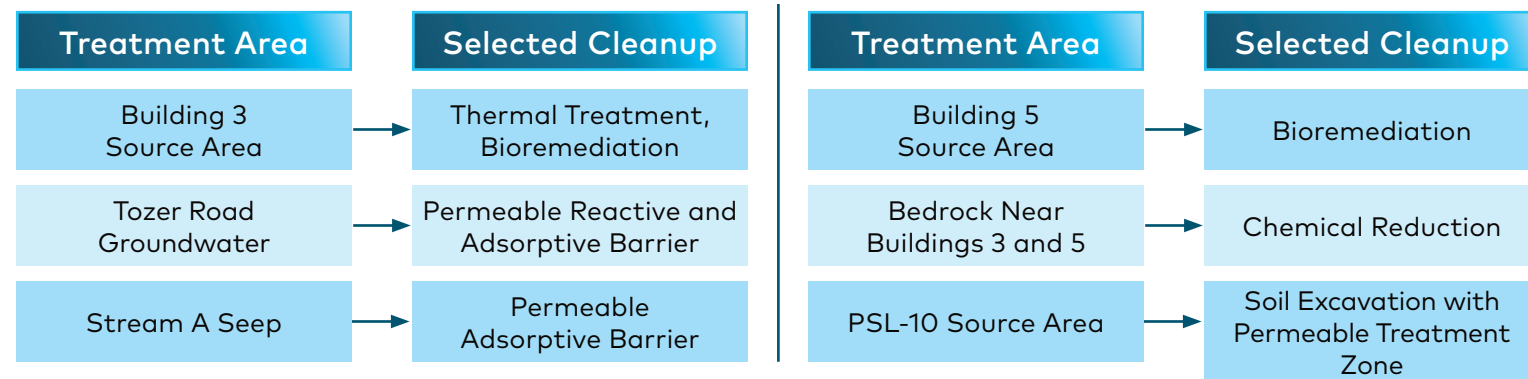 Treatment Area
Selected Cleanup
Building 3
Source Area
Thermal Treatment,
Bioremediation
Tozer Road
Groundwater
Permeable Reactive and
Adsorptive Barrier
Stream A Seep
Permeable
Adsorptive Barrier
Treatment Area
Selected Cleanup
Building 5
Source Area
Bioremediation
Bedrock Near
Buildings 3 and 5
Chemical Reduction
PSL-10 Source Area
Soil Excavation with
Permeable Treatment
Zone